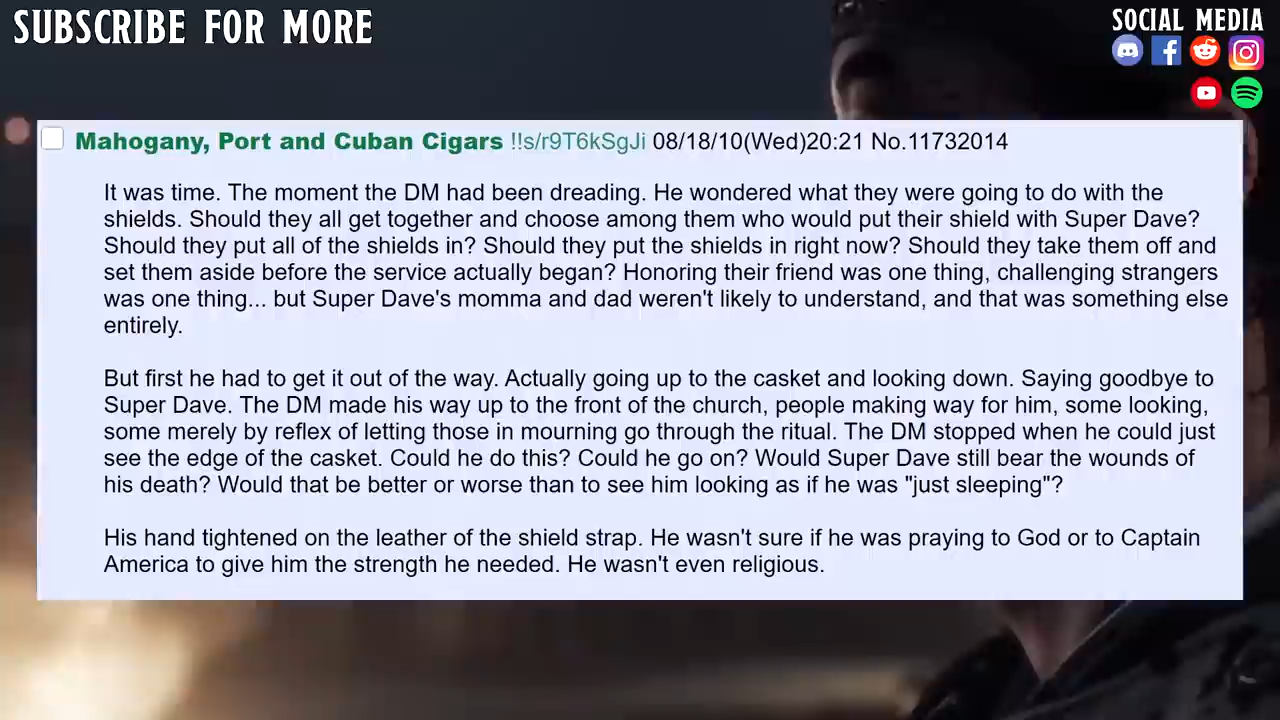 SUBSCRIBE FOR MORE
SOCIAL MEDIA
Mahogany, Port and Cuban Cigars !!s/r9T6kSgJi 08/18/10(Wed)20:21 No.11732014
It was time. The moment the DM had been dreading. He wondered what they were going to do with the
shields. Should they all get together and choose among them who would put their shield with Super Dave?
Should they put all of the shields in? Should they put the shields in right now? Should they take them off and
set them aside before the service actually began? Honoring their friend was one thing, challenging strangers
was one thing... but Super Dave's momma and dad weren't likely to understand, and that was something else
entirely.
But first he had to get it out of the way. Actually going up to the casket and looking down. Saying goodbye to
Super Dave. The DM made his way up to the front of the church, people making way for him, some looking,
some merely by reflex of letting those in mourning go through the ritual. The DM stopped when he could just
see the edge of the casket. Could he do this? Could he go on? Would Super Dave still bear the wounds of
his death? Would that be better or worse than to see him looking as if he was "just sleeping"?
His hand tightened on the leather of the shield strap. He wasn't sure if he was praying to God or to Captain
America to give him the strength he needed. He wasn't even religious.